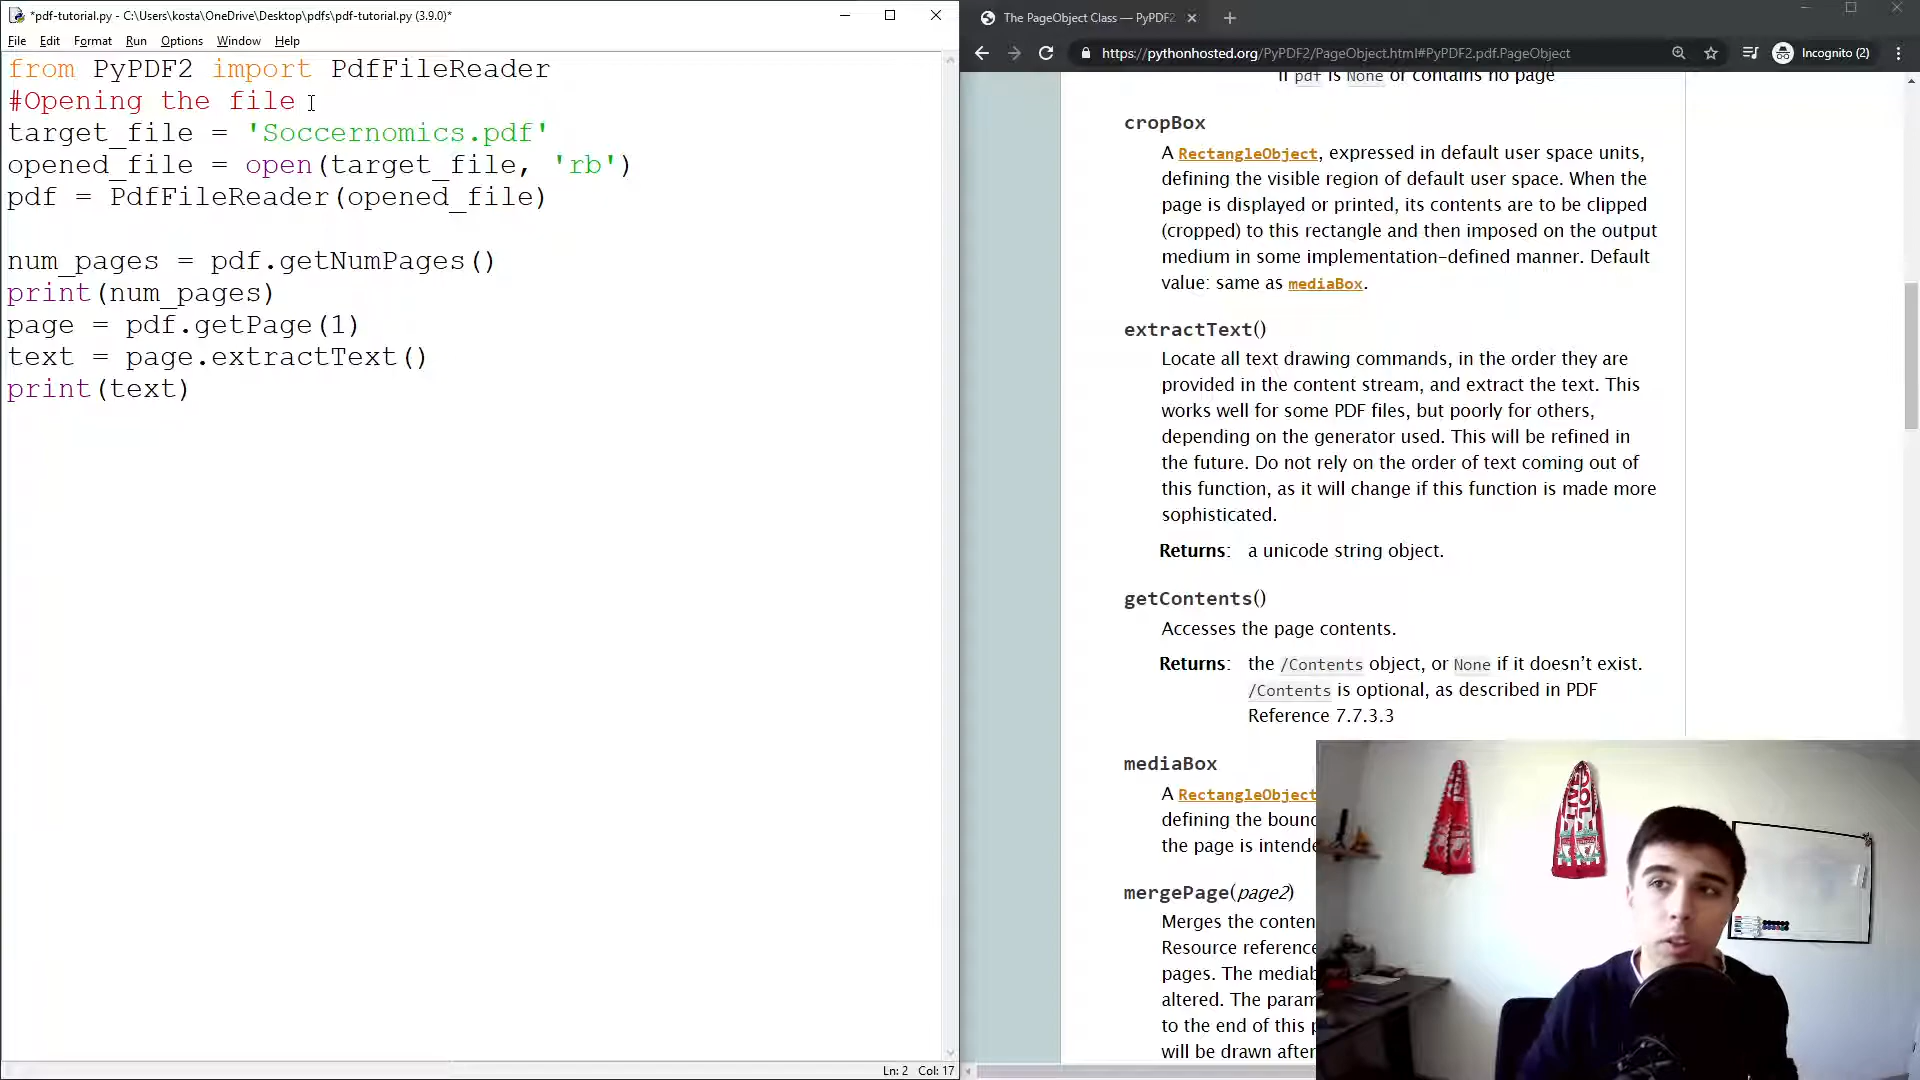 *pdf-tutorial.py - C:\Users\kosta\OneDrive\Desktop\pdfs\pdf-tutorial.py (3.9.0)*
File Edit Format Run Options Window Help
from PyPDF2 import PdfFileReader
#Opening the file
target_file = 'Soccernomics.pdf'
opened_file = open(target_file, 'rb')
pdf = PdfFileReader(opened_file)
num_pages = pdf.getNumPages()
print(num_pages)
page = pdf.getPage(1)
text = page.extractText()
print(text)
Ln: 2 Col: 17
The PageObject Class — PyPDF2
https://pythonhosted.org/PyPDF2/PageObject.html#PyPDF2.pdf.PageObject
Incognito (2)
if pdf is None or contains no page
cropBox
A RectangleObject, expressed in default user space units,
defining the visible region of default user space. When the
page is displayed or printed, its contents are to be clipped
(cropped) to this rectangle and then imposed on the output
medium in some implementation-defined manner. Default
value: same as mediaBox.
extractText()
Locate all text drawing commands, in the order they are
provided in the content stream, and extract the text. This
works well for some PDF files, but poorly for others,
depending on the generator used. This will be refined in
the future. Do not rely on the order of text coming out of
this function, as it will change if this function is made more
sophisticated.
Returns: a unicode string object.
getContents()
Accesses the page contents.
Returns: the /Contents object, or None if it doesn't exist.
/Contents is optional, as described in PDF
Reference 7.7.3.3
mediaBox
A RectangleObject
defining the bound
the page is intende
mergePage(page2)
Merges the conten
Resource reference
pages. The mediab
altered. The param
to the end of this p
will be drawn after